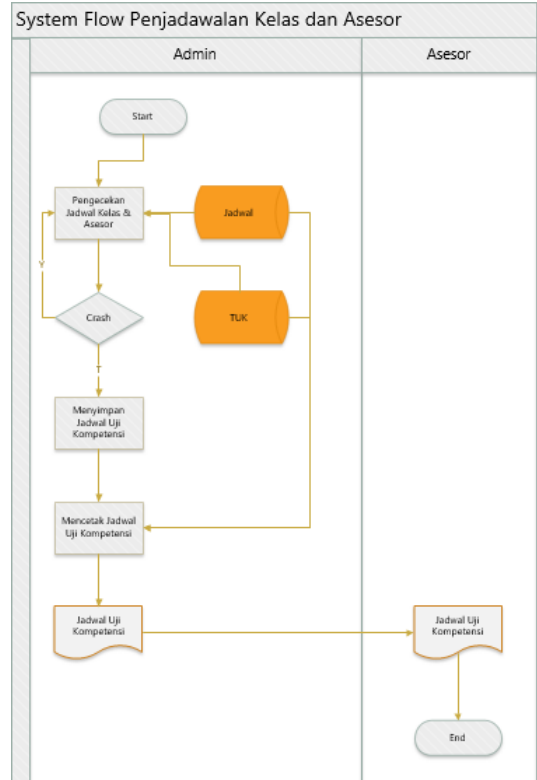 System Flow Penjadawalan Kelas dan Asesor
Admin
Asesor
Start
Pengecekan
Jadwal Kelas &
Asesor
Jadwal
Y
Crash
TUK
T
Menyimpan
Jadwal Uji
Kompetensi
Mencetak Jadwal
Uji Kompetensi
Jadwal Uji
Kompetensi
Jadwal Uji
Kompetensi
End